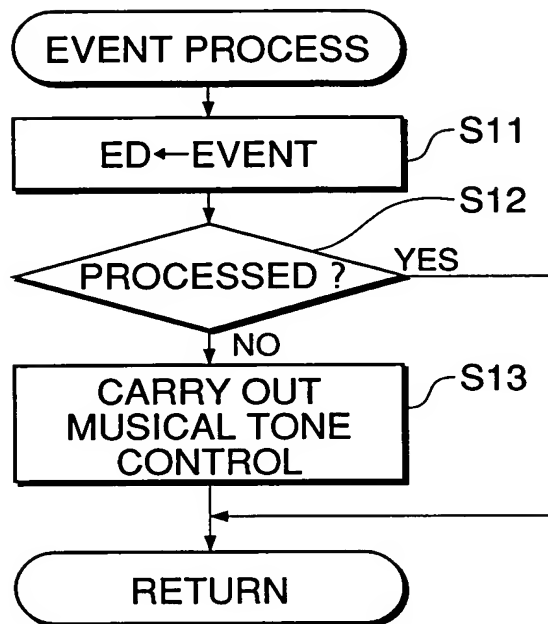 EVENT PROCESS
ED←EVENT
S11
S12
PROCESSED ?
YES
NO
CARRY OUT
MUSICAL TONE
CONTROL
S13
RETURN